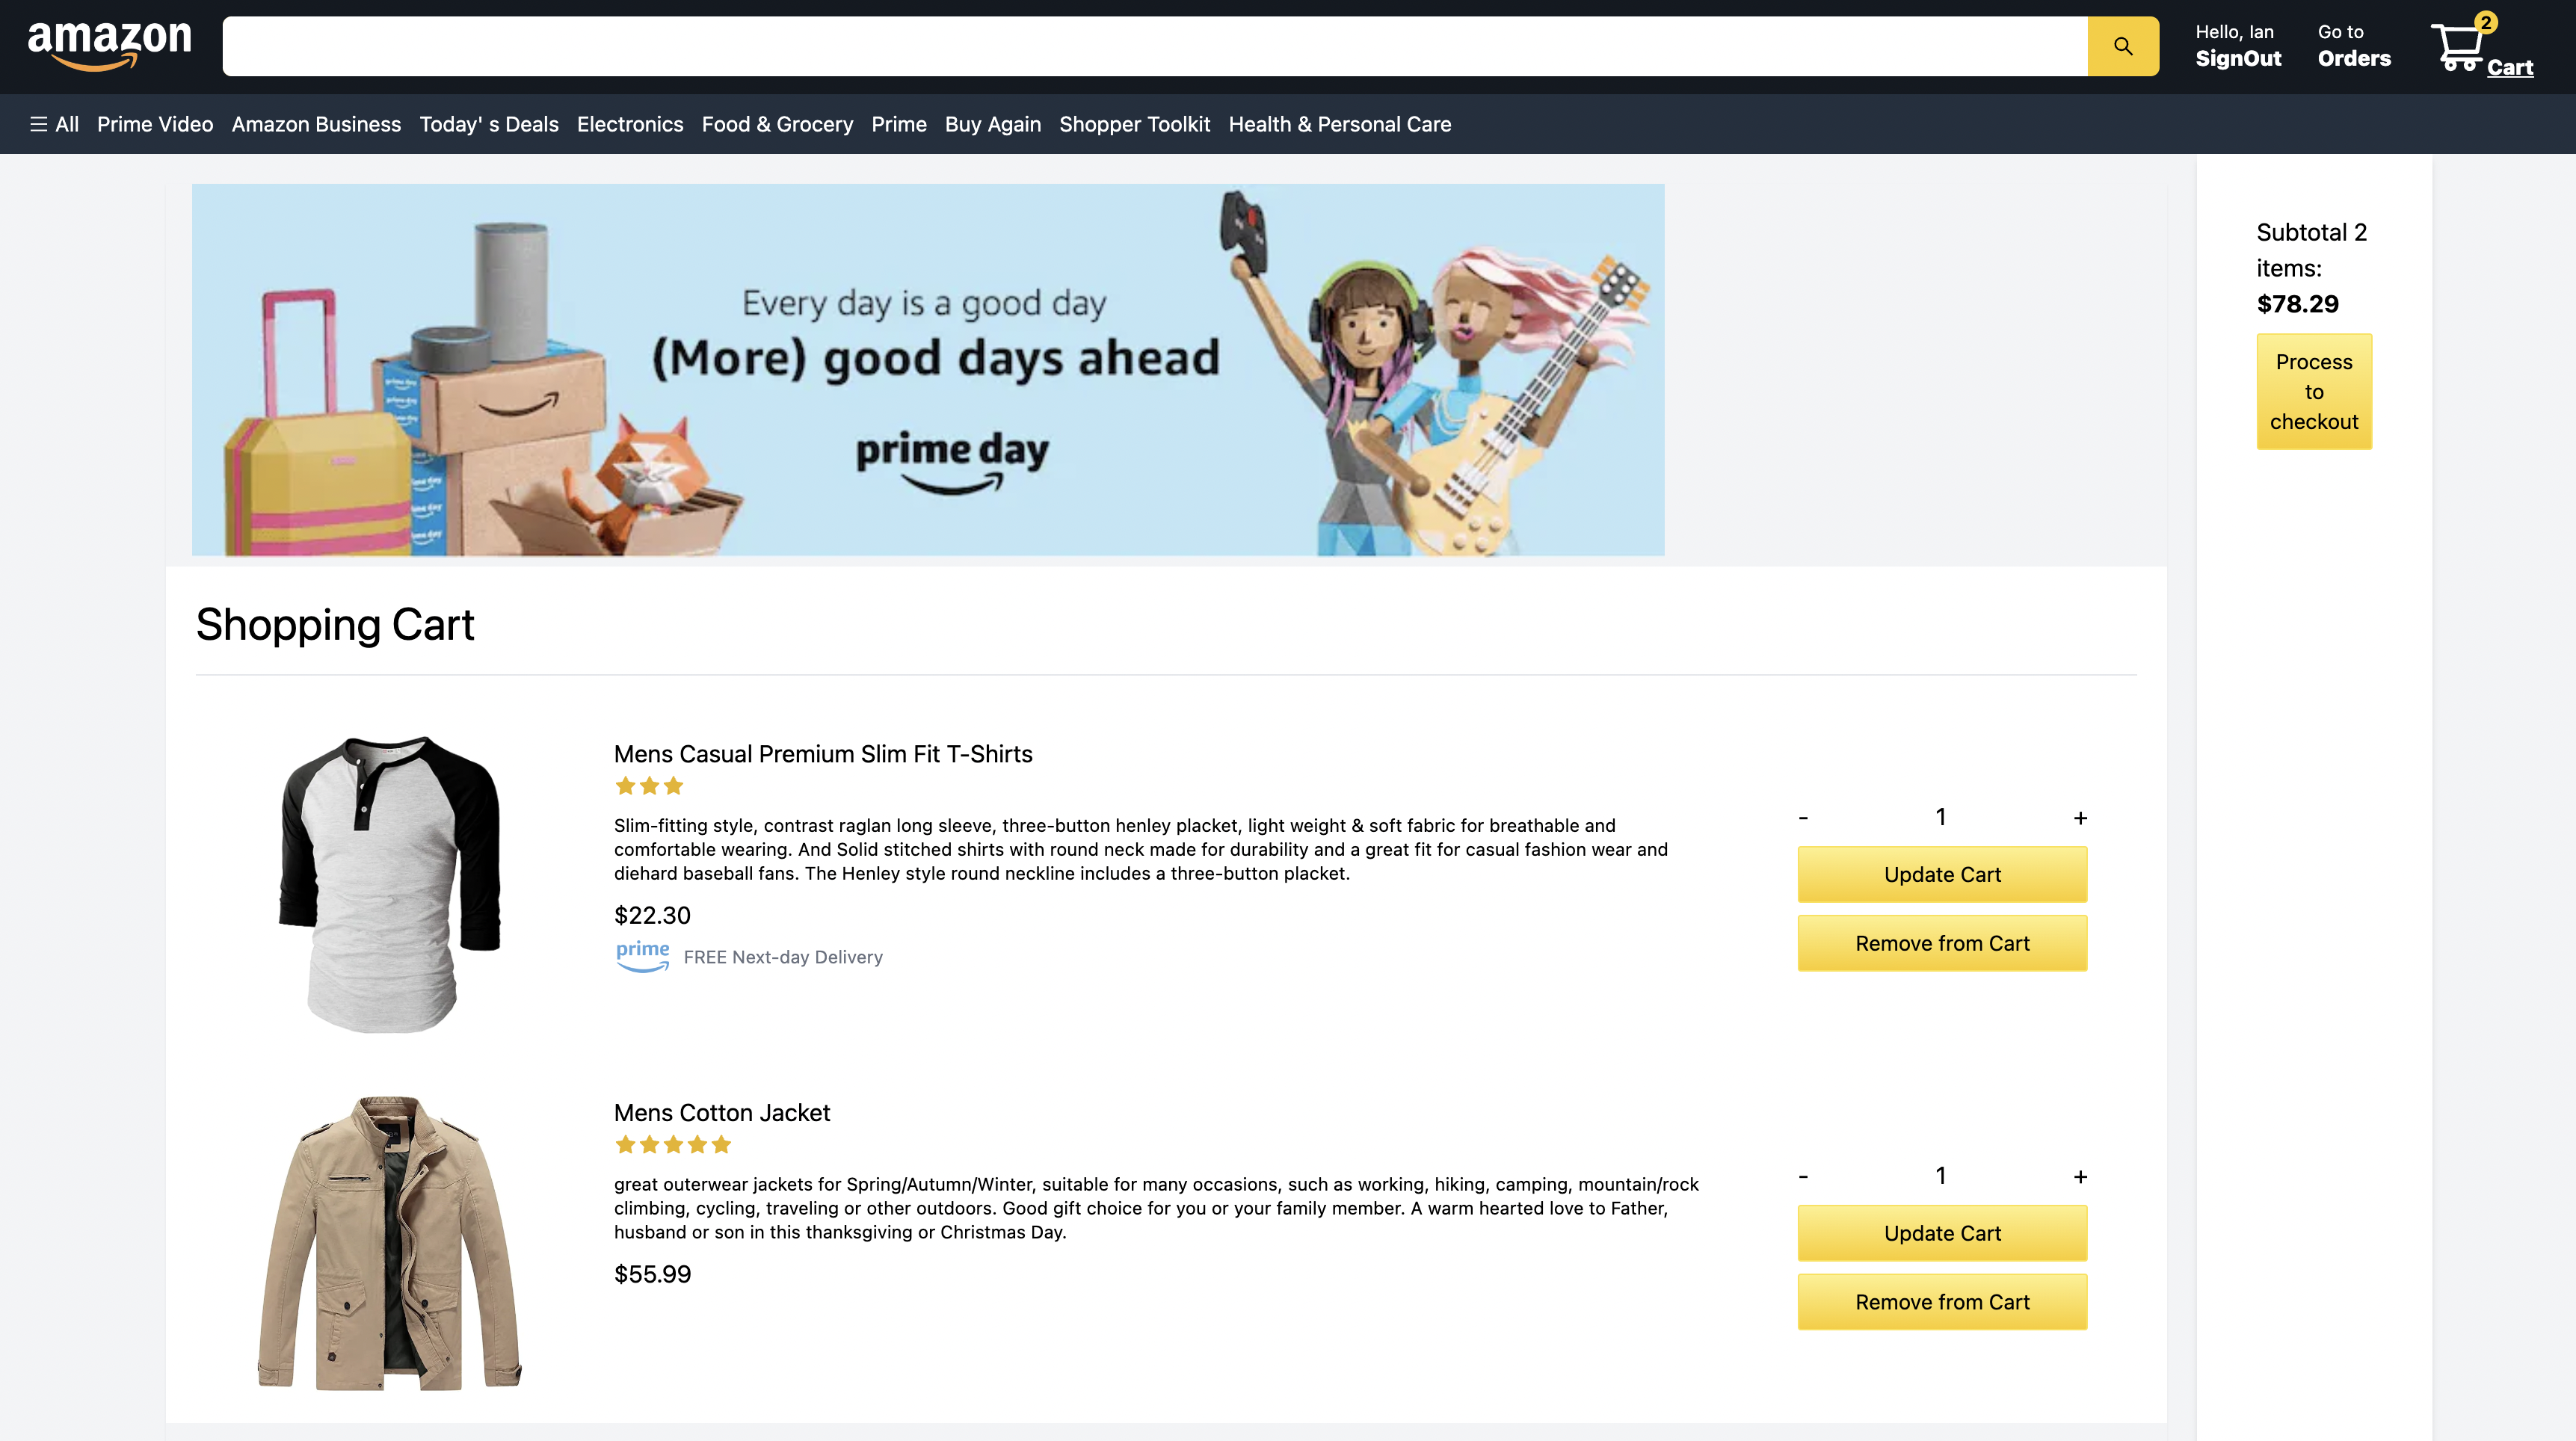 amazon
Hello, Ian
SignOut
Go to
Orders
2
Cart
All Prime Video Amazon Business Today' s Deals Electronics Food & Grocery Prime Buy Again Shopper Toolkit Health & Personal Care
Every day is a good day
(More) good days ahead
prime day
prime day
prime day
prime day
Subtotal 2
items:
$78.29
Process
to
checkout
Shopping Cart
Mens Casual Premium Slim Fit T-Shirts
Slim-fitting style, contrast raglan long sleeve, three-button henley placket, light weight & soft fabric for breathable and
comfortable wearing. And Solid stitched shirts with round neck made for durability and a great fit for casual fashion wear and
diehard baseball fans. The Henley style round neckline includes a three-button placket.
$22.30
prime FREE Next-day Delivery
- 1 +
Update Cart
Remove from Cart
Mens Cotton Jacket
great outerwear jackets for Spring/Autumn/Winter, suitable for many occasions, such as working, hiking, camping, mountain/rock
climbing, cycling, traveling or other outdoors. Good gift choice for you or your family member. A warm hearted love to Father,
husband or son in this thanksgiving or Christmas Day.
$55.99
- 1 +
Update Cart
Remove from Cart